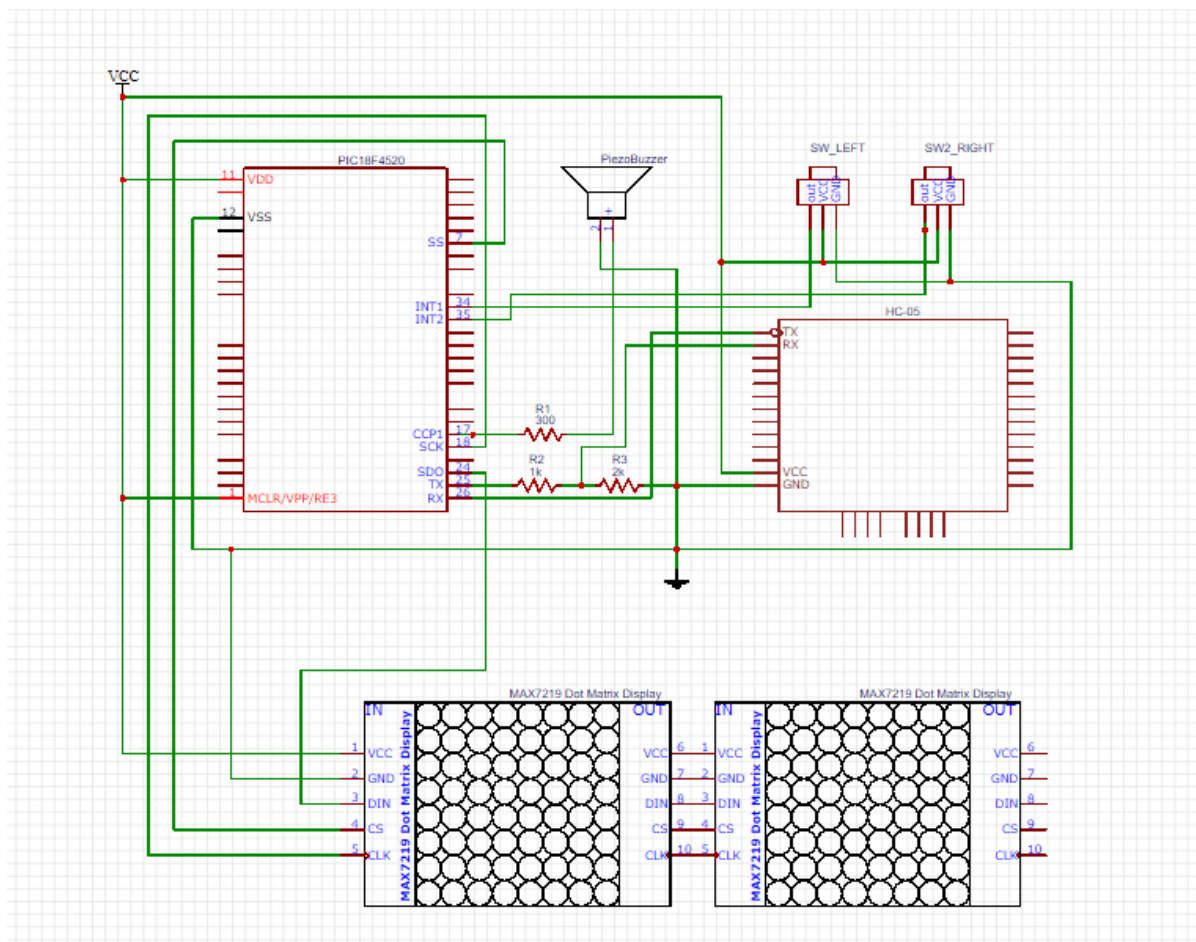 VCC
PIC18F4520
11 VDD
12 VSS
SS 7
INT1 34
INT2 35
CCP1 17
SCK 18
SDO 24
TX 25
RX 26
1 MCLR/VPP/RE3
PiezoBuzzer
+
2 1
SW_LEFT
out VCC GND
SW2_RIGHT
out VCC GND
HC-05
TX
RX
VCC
GND
R1
300
R2
1k
R3
2k
MAX7219 Dot Matrix Display
IN
OUT
MAX7219 Dot Matrix Display
1 VCC
2 GND
3 DIN
4 CS
5 CLK
VCC 6
GND 7
DIN 8
CS 9
CLK 10
MAX7219 Dot Matrix Display
IN
OUT
MAX7219 Dot Matrix Display
1 VCC
2 GND
3 DIN
4 CS
5 CLK
VCC 6
GND 7
DIN 8
CS 9
CLK 10